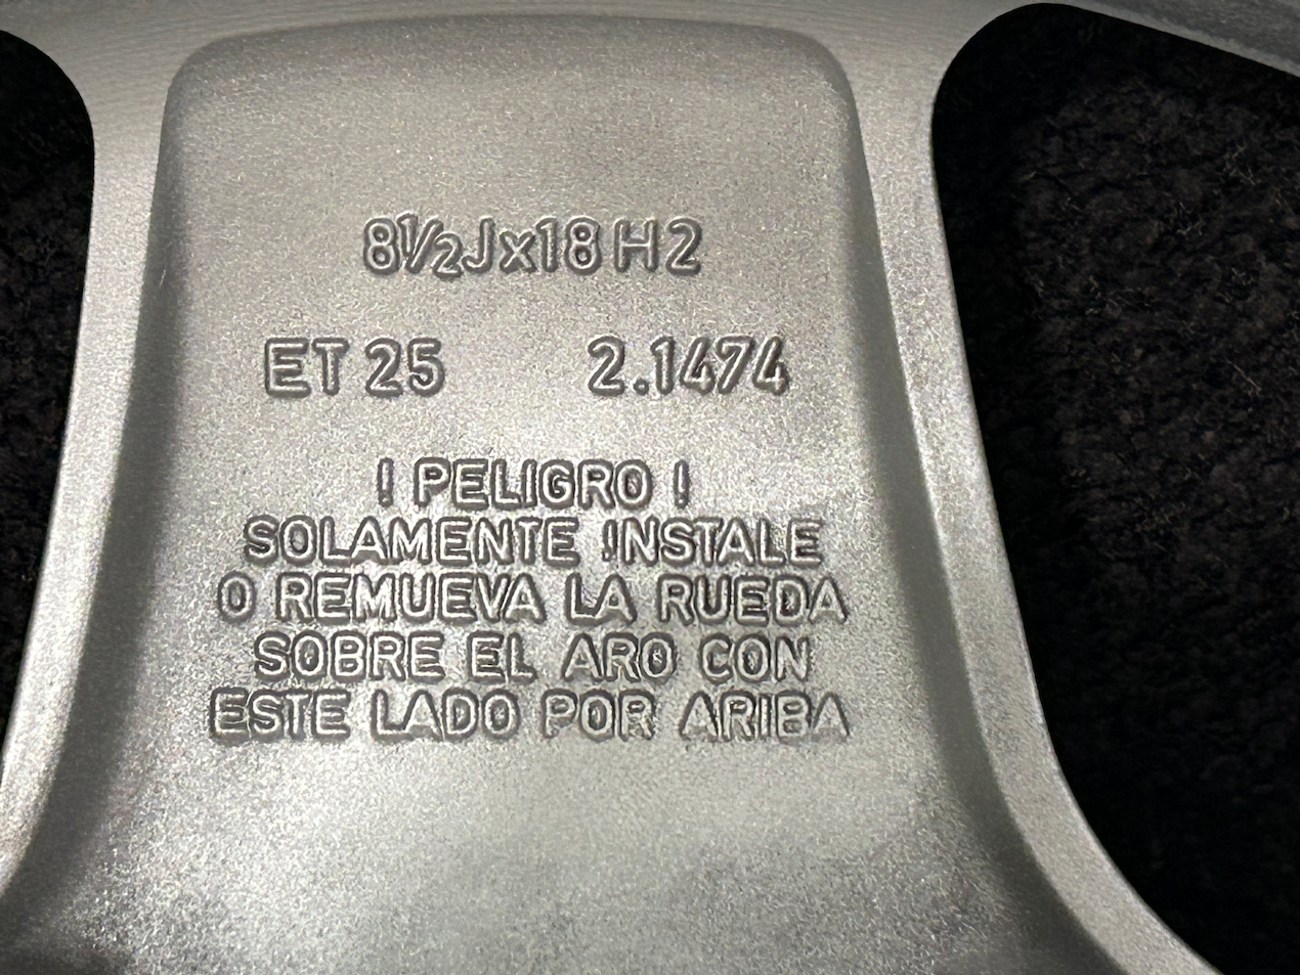 8½Jx18 H2
ET 25 2.1474
! PELIGRO !
SOLAMENTE INSTALE
O REMUEVA LA RUEDA
SOBRE EL ARO CON
ESTE LADO POR ARIBA